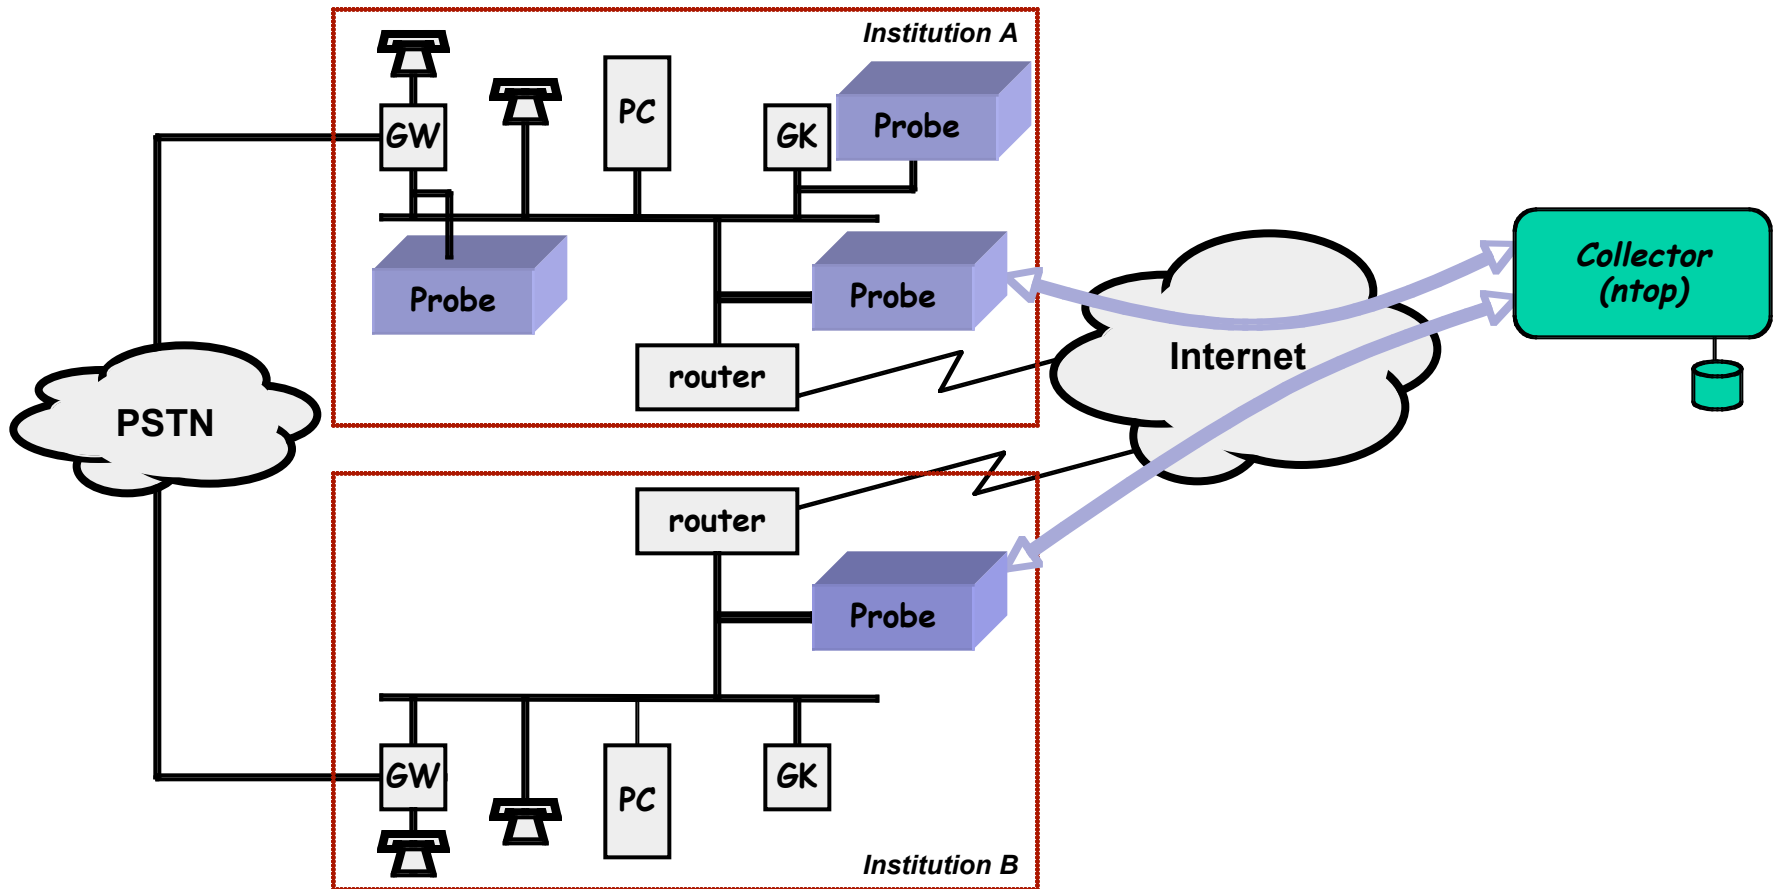 Institution A
PC
GW
GK
Probe
Probe
Probe
router
Collector
(ntop)
Internet
PSTN
router
Probe
GW
PC
GK
Institution B